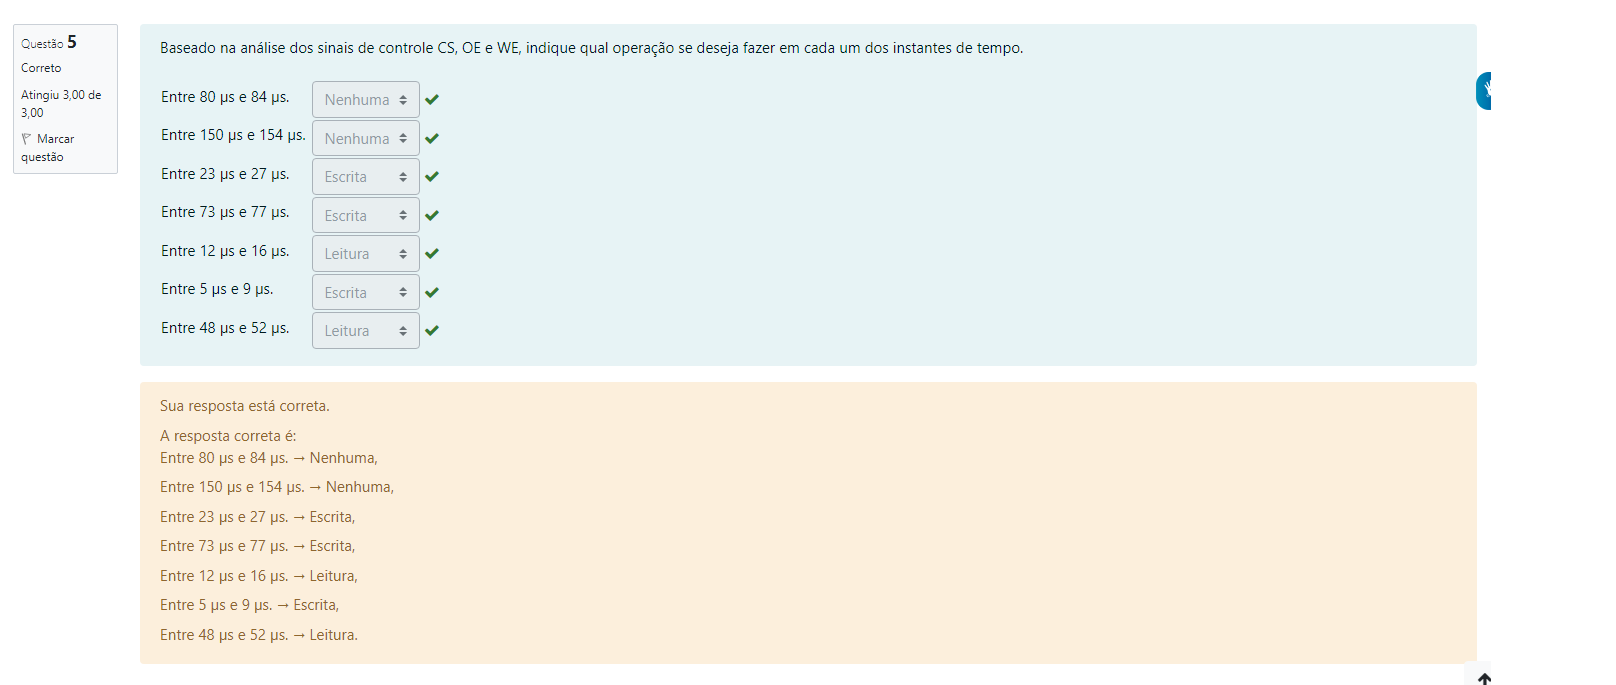 Questão 5
Correto
Atingiu 3,00 de
3,00
Marcar
questão
Baseado na análise dos sinais de controle CS, OE e WE, indique qual operação se deseja fazer em cada um dos instantes de tempo.
Entre 80 µs e 84 µs. Nenhuma
Entre 150 µs e 154 µs. Nenhuma
Entre 23 µs e 27 µs. Escrita
Entre 73 µs e 77 µs. Escrita
Entre 12 µs e 16 µs. Leitura
Entre 5 µs e 9 µs. Escrita
Entre 48 µs e 52 µs. Leitura
Sua resposta está correta.
A resposta correta é:
Entre 80 µs e 84 µs. → Nenhuma,
Entre 150 µs e 154 µs. → Nenhuma,
Entre 23 µs e 27 µs. → Escrita,
Entre 73 µs e 77 µs. → Escrita,
Entre 12 µs e 16 µs. → Leitura,
Entre 5 µs e 9 µs. → Escrita,
Entre 48 µs e 52 µs. → Leitura.